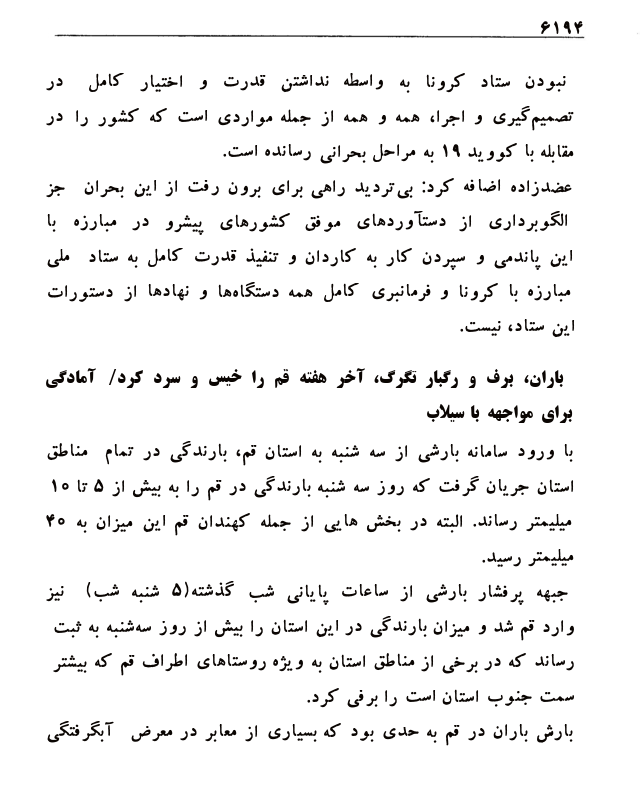 ۶۱۹۴
نبودن ستاد کرونا به واسطه نداشتن قدرت و اختیار کامل در
تصمیم‌گیری و اجرا، همه و همه از جمله مواردی است که کشور را در
مقابله با کووید ۱۹ به مراحل بحرانی رسانده است.
عضدزاده اضافه کرد: بی‌تردید راهی برای برون رفت از این بحران جز
الگوبرداری از دستآوردهای موفق کشورهای پیشرو در مبارزه با
این پاندمی و سپردن کار به کاردان و تنفیذ قدرت کامل به ستاد ملی
مبارزه با کرونا و فرمانبری کامل همه دستگاه‌ها و نهادها از دستورات
این ستاد، نیست.
باران، برف و رگبار تگرگ، آخر هفته قم را خیس و سرد کرد/ آمادگی
برای مواجهه با سیلاب
با ورود سامانه بارشی از سه شنبه به استان قم، بارندگی در تمام مناطق
استان جریان گرفت که روز سه شنبه بارندگی در قم را به بیش از ۵ تا ۱۰
میلیمتر رساند. البته در بخش هایی از جمله کهندان قم این میزان به ۴۰
میلیمتر رسید.
جبهه پرفشار بارشی از ساعات پایانی شب گذشته(۵ شنبه شب) نیز
وارد قم شد و میزان بارندگی در این استان را بیش از روز سه‌شنبه به ثبت
رساند که در برخی از مناطق استان به ویژه روستاهای اطراف قم که بیشتر
سمت جنوب استان است را برفی کرد.
بارش باران در قم به حدی بود که بسیاری از معابر در معرض آبگرفتگی